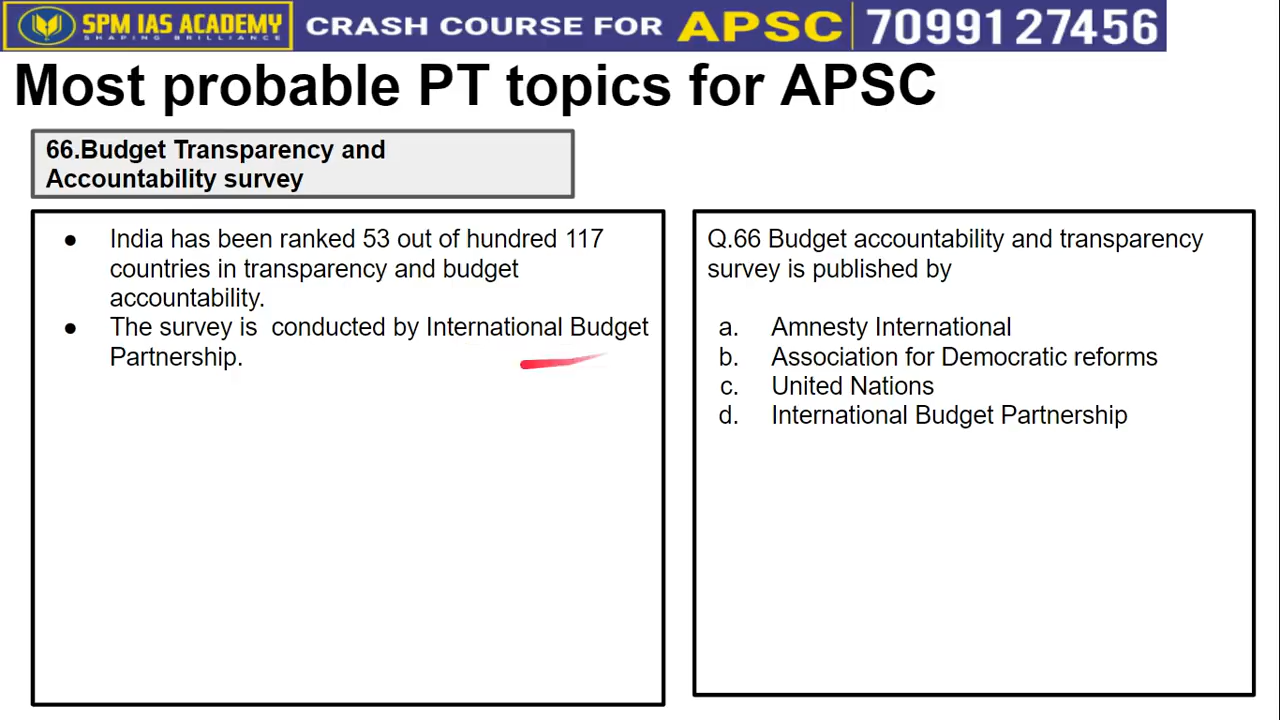 SPM IAS ACADEMY
SHAPING BRILLIANCE
CRASH COURSE FOR APSC 70991 27456
Most probable PT topics for APSC
66.Budget Transparency and
Accountability survey
● India has been ranked 53 out of hundred 117
countries in transparency and budget
accountability.
● The survey is conducted by International Budget
Partnership.
Q.66 Budget accountability and transparency
survey is published by
a. Amnesty International
b. Association for Democratic reforms
c. United Nations
d. International Budget Partnership